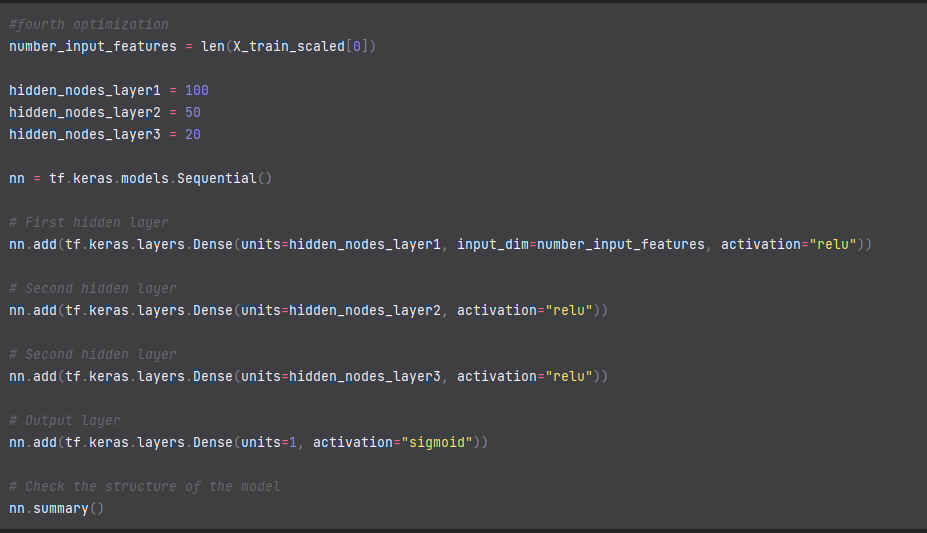 #fourth optimization
number_input_features = len(X_train_scaled[0])
hidden_nodes_layer1 = 100
hidden_nodes_layer2 = 50
hidden_nodes_layer3 = 20
nn = tf.keras.models.Sequential()
# First hidden layer
nn.add(tf.keras.layers.Dense(units=hidden_nodes_layer1, input_dim=number_input_features, activation="relu"))
# Second hidden layer
nn.add(tf.keras.layers.Dense(units=hidden_nodes_layer2, activation="relu"))
# Second hidden layer
nn.add(tf.keras.layers.Dense(units=hidden_nodes_layer3, activation="relu"))
# Output layer
nn.add(tf.keras.layers.Dense(units=1, activation="sigmoid"))
# Check the structure of the model
nn.summary()